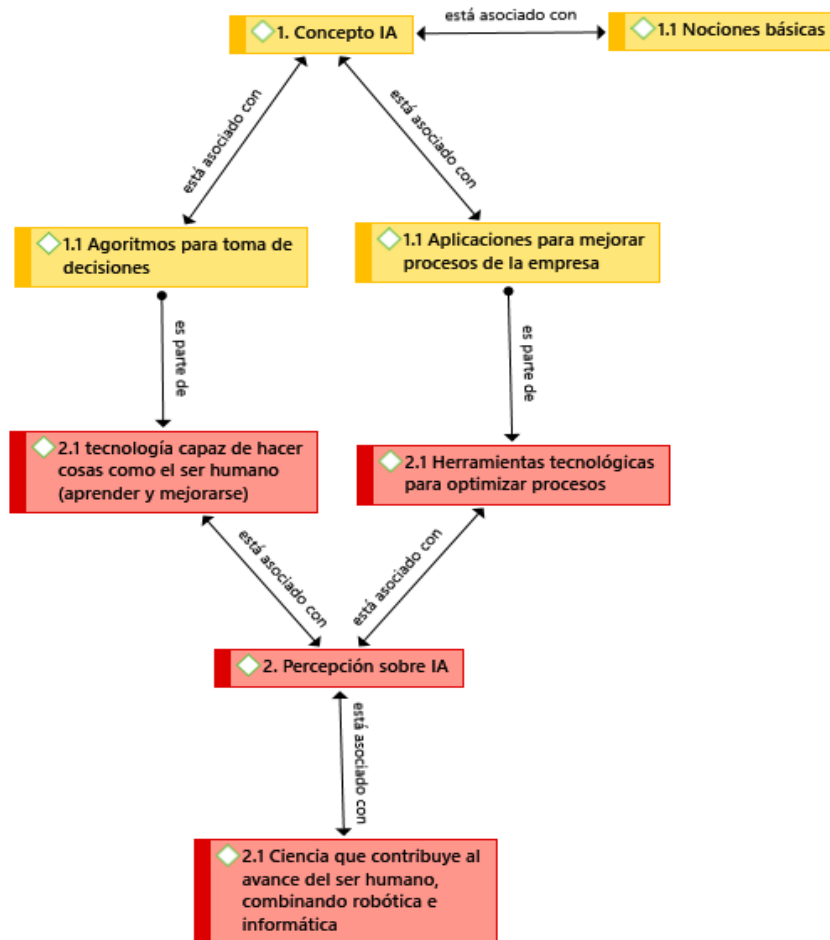 está asociado con
1. Concepto IA
1.1 Nociones básicas
está asociado con
está asociado con
1.1 Agoritmos para toma de
decisiones
1.1 Aplicaciones para mejorar
procesos de la empresa
es parte de
es parte de
2.1 tecnología capaz de hacer
cosas como el ser humano
(aprender y mejorarse)
2.1 Herramientas tecnológicas
para optimizar procesos
está asociado con
está asociado con
2. Percepción sobre IA
está asociado con
2.1 Ciencia que contribuye al
avance del ser humano,
combinando robótica e
informática